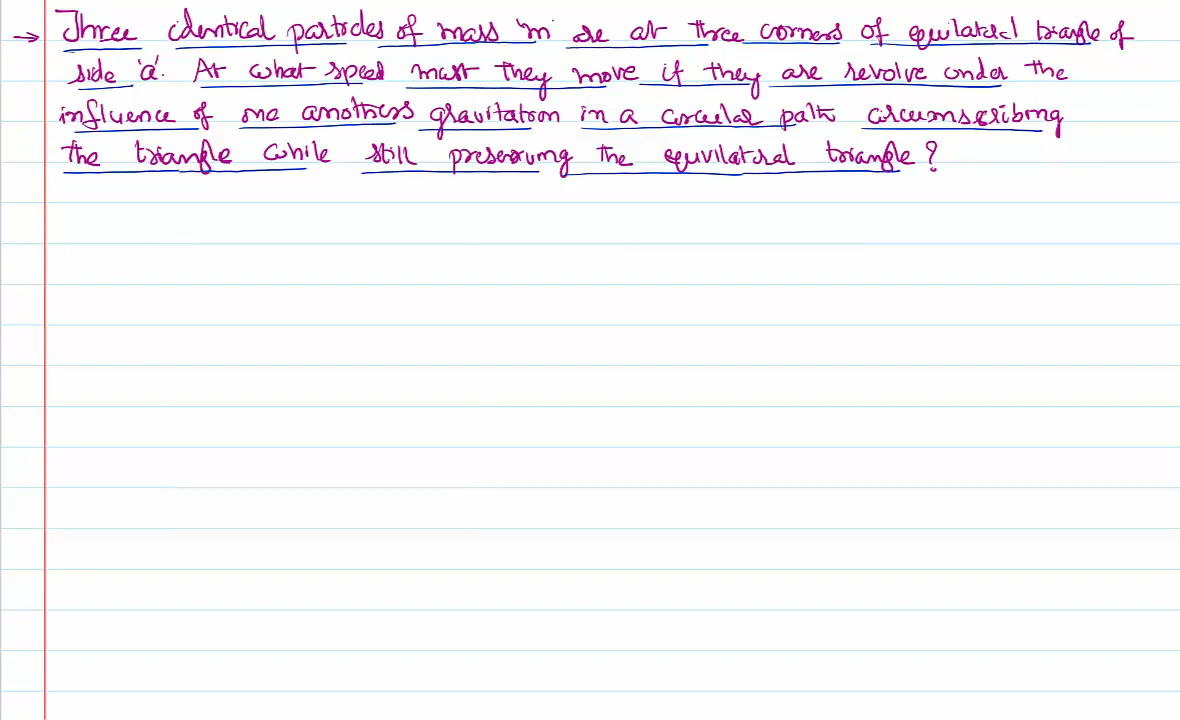 → Three identical particles of mass 'm' are at three corners of equilateral triangle of
side 'a'. At what speed must they move if they are revolve under the
influence of one anothers gravitation in a circular path circumscribing
the triangle while still preserving the equvilateral triangle?